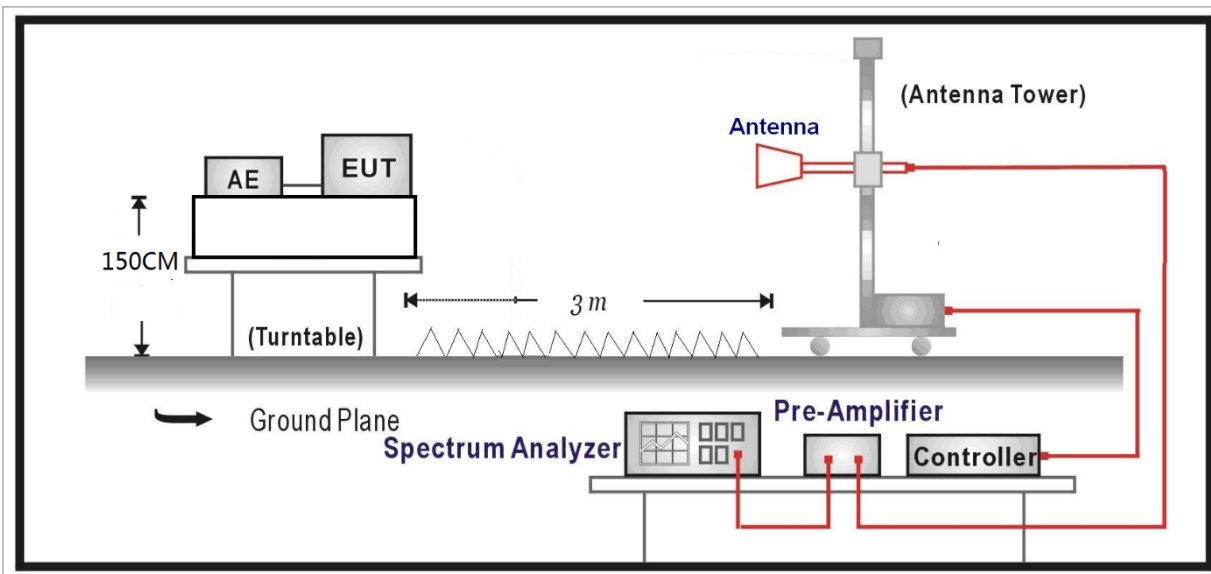 (Antenna Tower)
Antenna
EUT
AE
150CM
3 m
(Turntable)
Ground Plane
Pre-Amplifier
Spectrum Analyzer
Controller